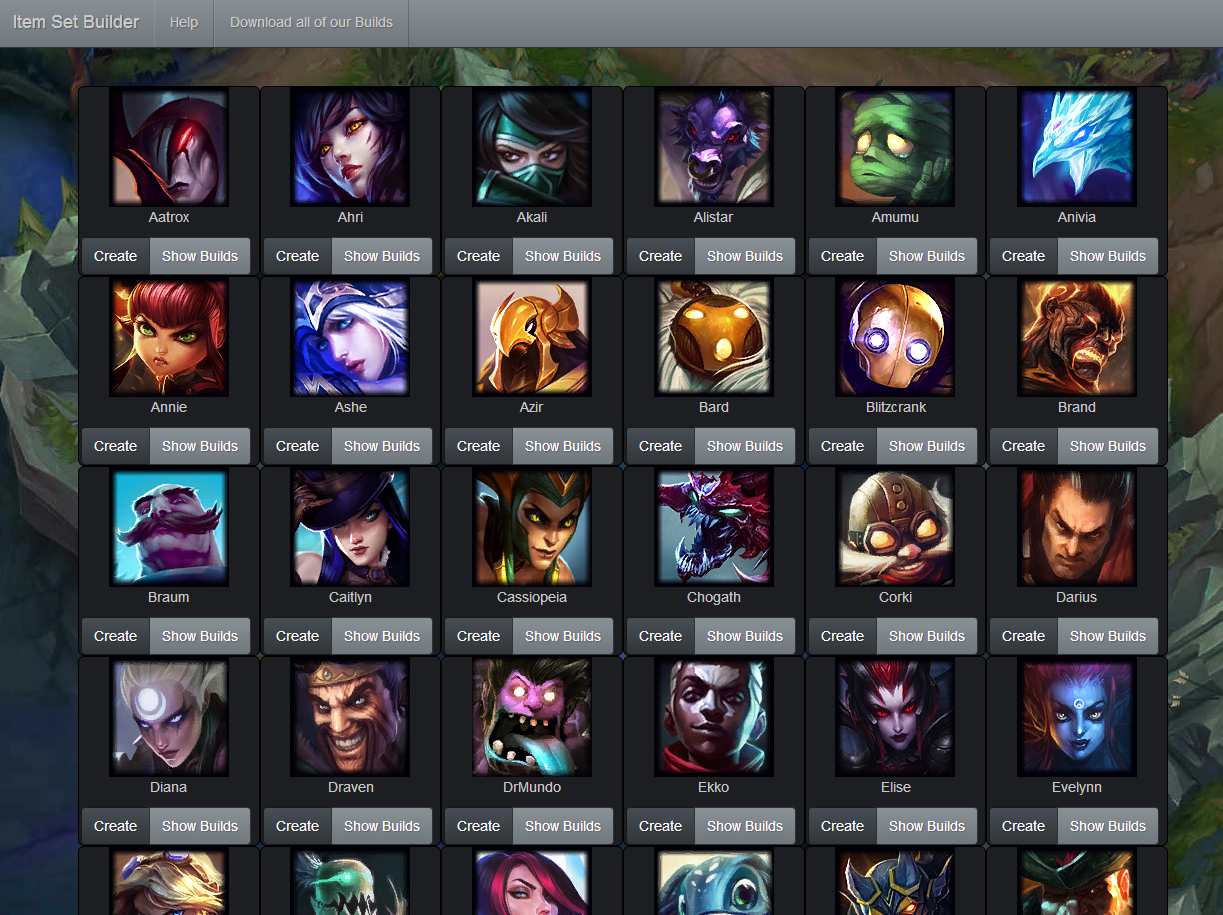 Item Set Builder Help Download all of our Builds
Aatrox Ahri Akali Alistar Amumu Anivia
Create Show Builds Create Show Builds Create Show Builds Create Show Builds Create Show Builds Create Show Builds
Annie Ashe Azir Bard Blitzcrank Brand
Create Show Builds Create Show Builds Create Show Builds Create Show Builds Create Show Builds Create Show Builds
Braum Caitlyn Cassiopeia Chogath Corki Darius
Create Show Builds Create Show Builds Create Show Builds Create Show Builds Create Show Builds Create Show Builds
Diana Draven DrMundo Ekko Elise Evelynn
Create Show Builds Create Show Builds Create Show Builds Create Show Builds Create Show Builds Create Show Builds